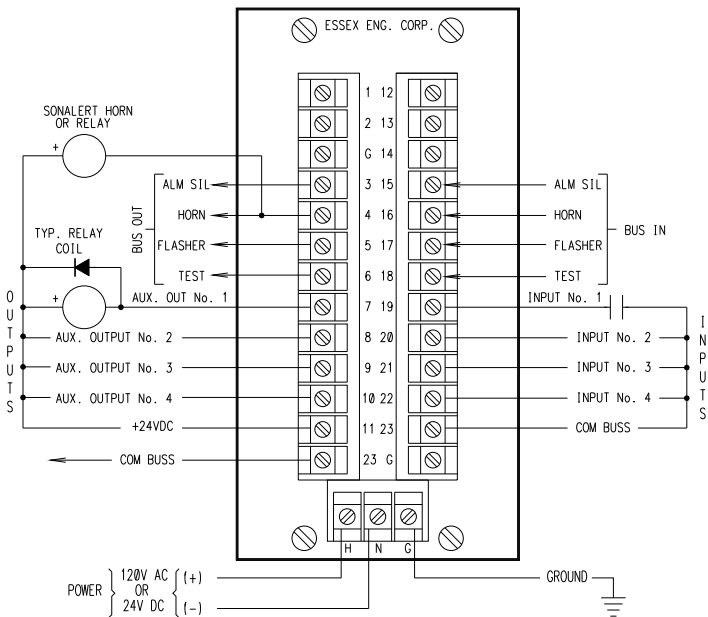 ESSEX ENG. CORP.
SONALERT HORN
OR RELAY
+
1 12
2 13
G 14
3 15
4 16
5 17
6 18
7 19
8 20
9 21
10 22
11 23
23 G
ALM SIL
HORN
FLASHER
TEST
BUS OUT
ALM SIL
HORN
FLASHER
TEST
BUS IN
TYP. RELAY
COIL
+
AUX. OUT No. 1
AUX. OUTPUT No. 2
AUX. OUTPUT No. 3
AUX. OUTPUT No. 4
+24VDC
COM BUSS
OUTPUTS
INPUT No. 1
INPUT No. 2
INPUT No. 3
INPUT No. 4
COM BUSS
INPUTS
H N G
POWER
120V AC
OR
24V DC
(+)
(-)
GROUND